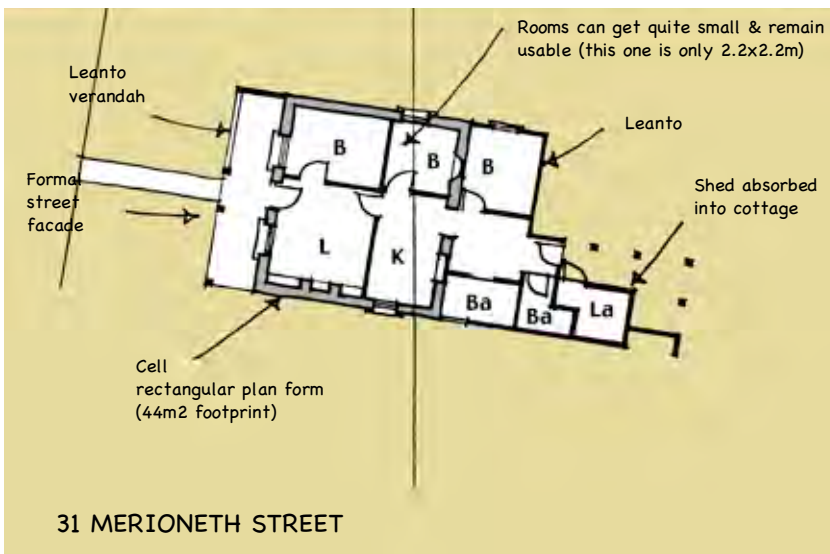 Rooms can get quite small & remain
usable (this one is only 2.2x2.2m)
Leanto
verandah
Leanto
Formal
street
facade
Shed absorbed
into cottage
B
B
B
L
K
Ba
Ba
La
Cell
rectangular plan form
(44m2 footprint)
31 MERIONETH STREET